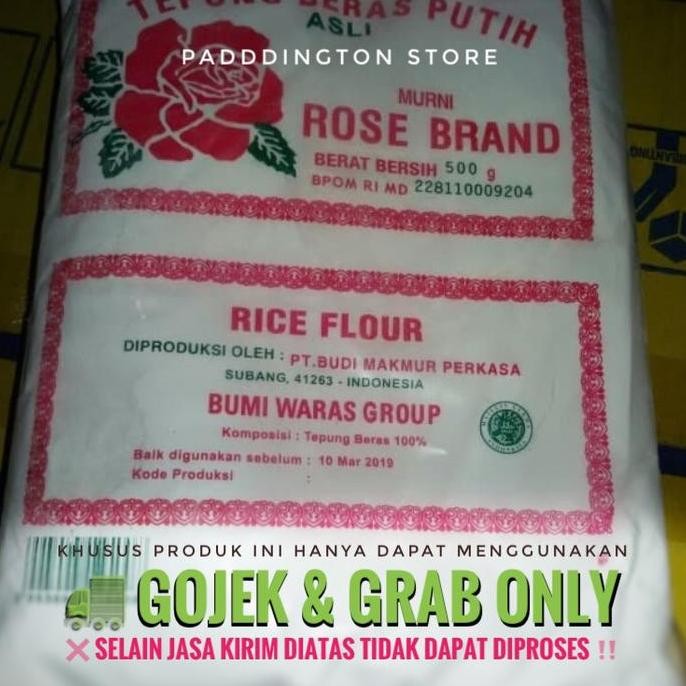 TEPUNG BERAS PUTIH
ASLI
PADDDINGTON STORE
MURNI
ROSE BRAND
BERAT BERSIH 500 g
BPOM RI MD 228110009204
RICE FLOUR
DIPRODUKSI OLEH : PT.BUDI MAKMUR PERKASA
SUBANG, 41263 - INDONESIA
BUMI WARAS GROUP
Komposisi : Tepung Beras 100%
Baik digunakan sebelum : 10 Mar 2019
Kode Produksi :
KHUSUS PRODUK INI HANYA DAPAT MENGGUNAKAN
GOJEK & GRAB ONLY
❌ SELAIN JASA KIRIM DIATAS TIDAK DAPAT DIPROSES ‼